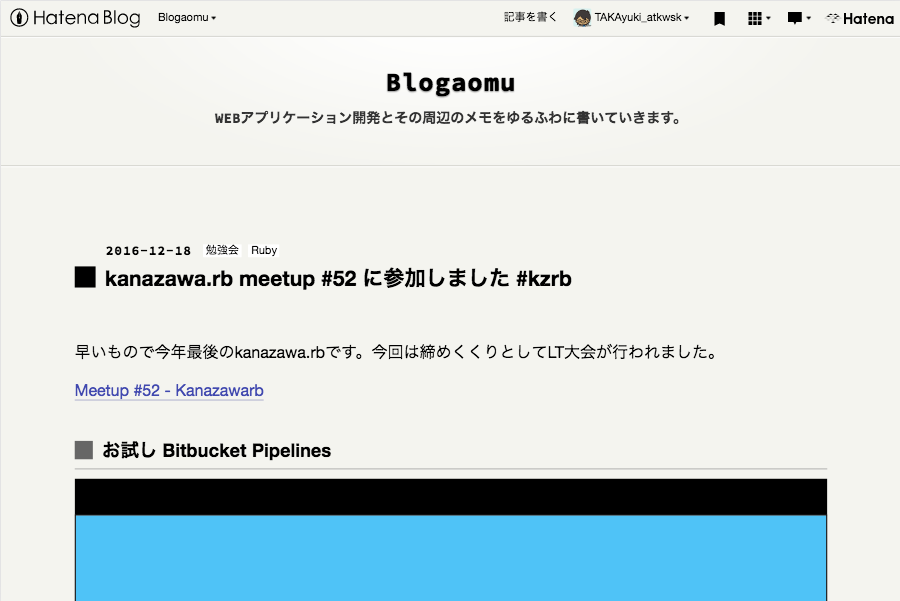 Hatena Blog Blogaomu 記事を書く TAKAyuki_atkwsk Hatena
Blogaomu
WEBアプリケーション開発とその周辺のメモをゆるふわに書いていきます。
2016-12-18 勉強会 Ruby
kanazawa.rb meetup #52 に参加しました #kzrb
早いもので今年最後のkanazawa.rbです。今回は締めくくりとしてLT大会が行われました。
Meetup #52 - Kanazawarb
お試し Bitbucket Pipelines